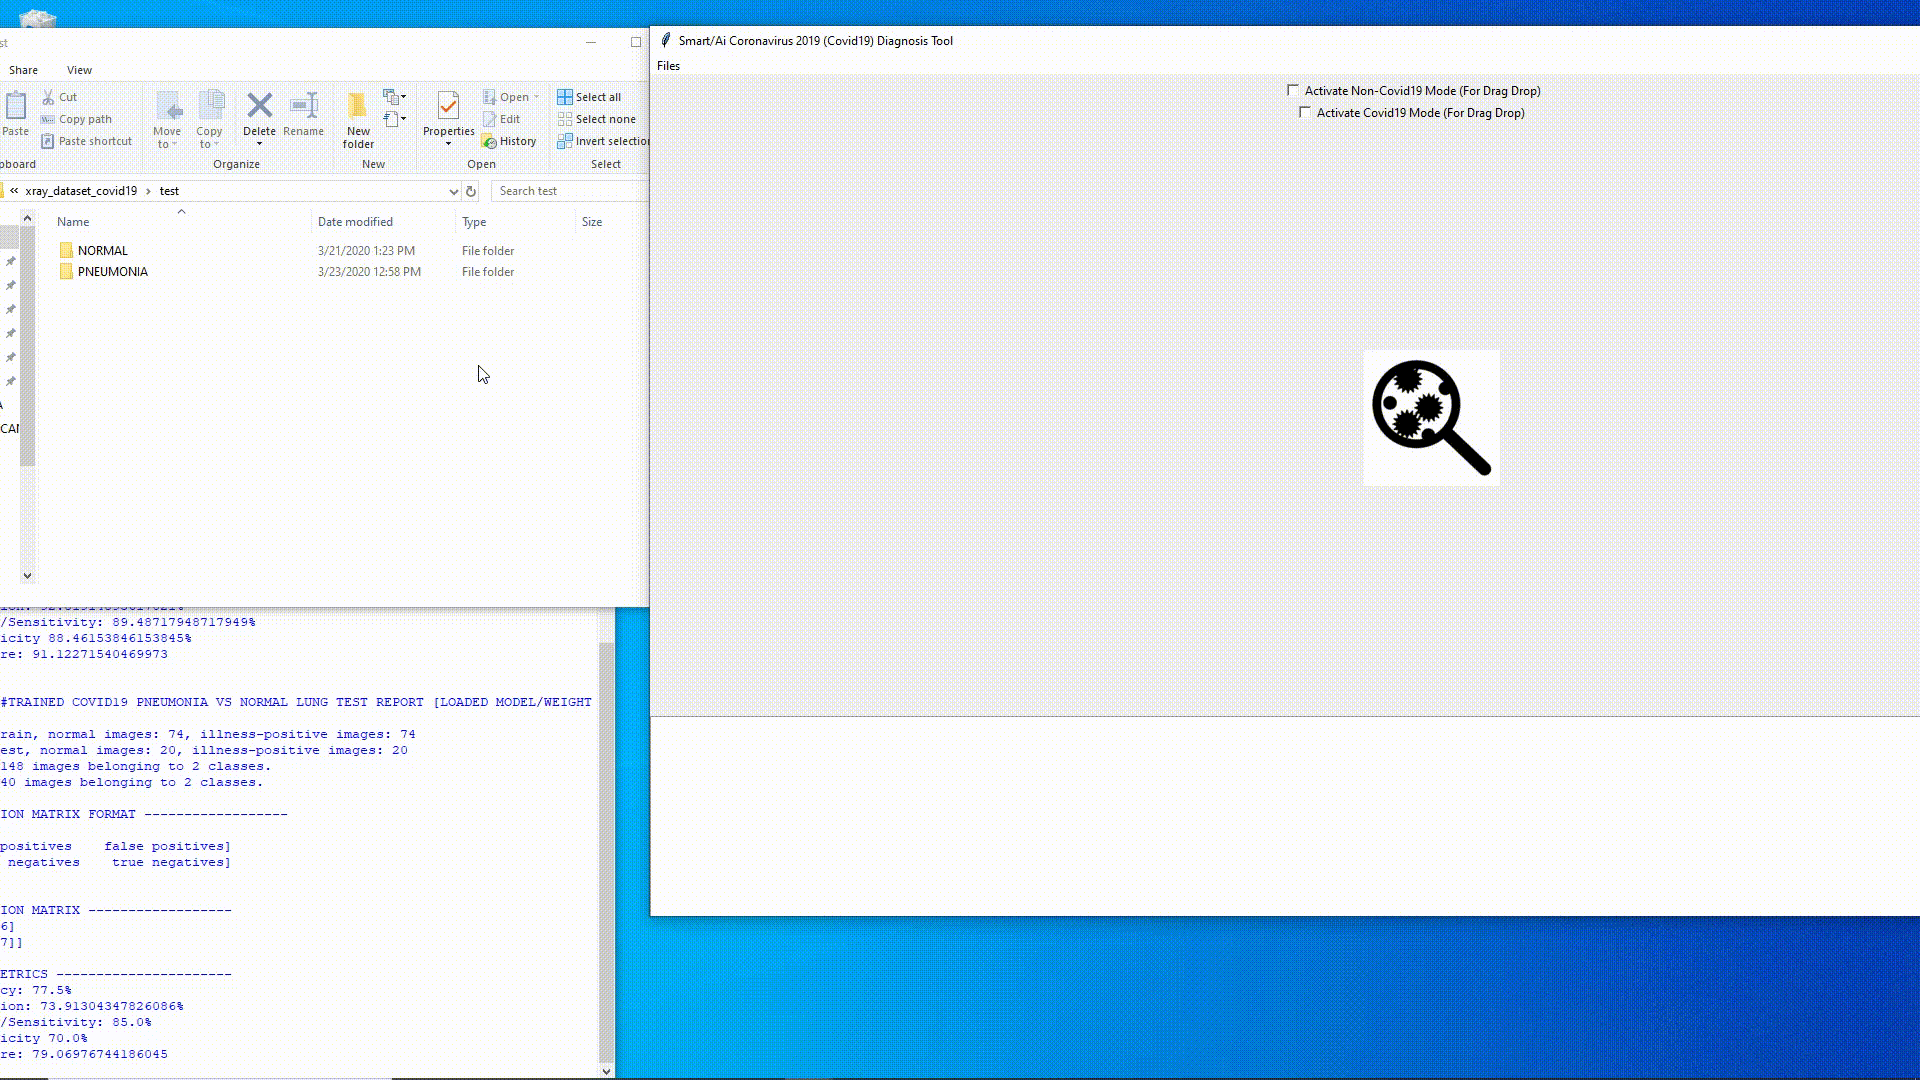 st
Share View
Paste
Cut
Copy path
Paste shortcut
Move to
Copy to
Delete
Rename
New folder
Properties
Open
Edit
History
Select all
Select none
Invert selection
pboard
Organize
New
Open
Select
« xray_dataset_covid19 › test
Search test
Name Date modified Type Size
NORMAL 3/21/2020 1:23 PM File folder
PNEUMONIA 3/23/2020 12:58 PM File folder
CAN
/Sensitivity: 89.48717948717949%
icity 88.46153846153845%
re: 91.12271540469973
#TRAINED COVID19 PNEUMONIA VS NORMAL LUNG TEST REPORT [LOADED MODEL/WEIGHT
rain, normal images: 74, illness-positive images: 74
est, normal images: 20, illness-positive images: 20
148 images belonging to 2 classes.
40 images belonging to 2 classes.
ION MATRIX FORMAT ------------------
positives    false positives]
negatives    true negatives]
ION MATRIX ------------------
6]
7]]
ETRICS ----------------------
cy: 77.5%
ion: 73.91304347826086%
/Sensitivity: 85.0%
icity 70.0%
re: 79.06976744186045
Smart/Ai Coronavirus 2019 (Covid19) Diagnosis Tool
Files
Activate Non-Covid19 Mode (For Drag Drop)
Activate Covid19 Mode (For Drag Drop)